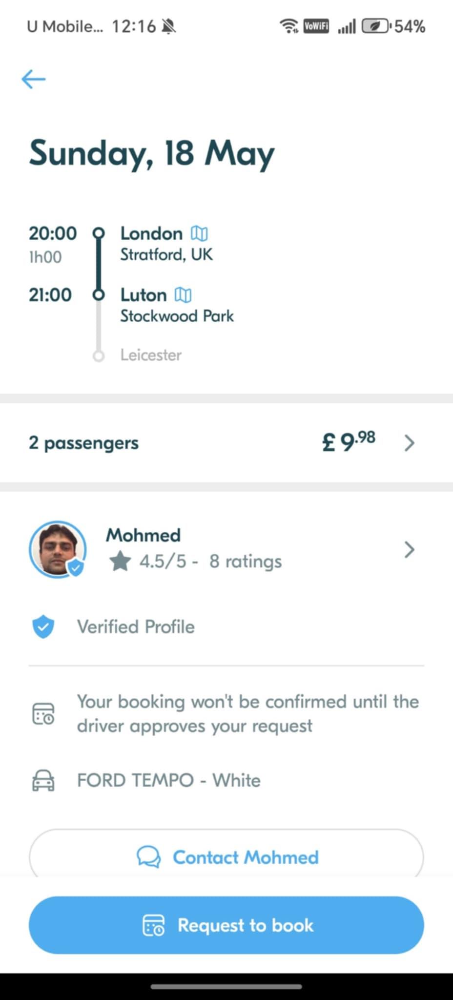 U Mobile... 12:16 VoWiFi 54%
Sunday, 18 May
20:00 London
1h00 Stratford, UK
21:00 Luton
Stockwood Park
Leicester
2 passengers £9.98
Mohmed
4.5/5 - 8 ratings
Verified Profile
Your booking won't be confirmed until the
driver approves your request
FORD TEMPO - White
Contact Mohmed
Request to book